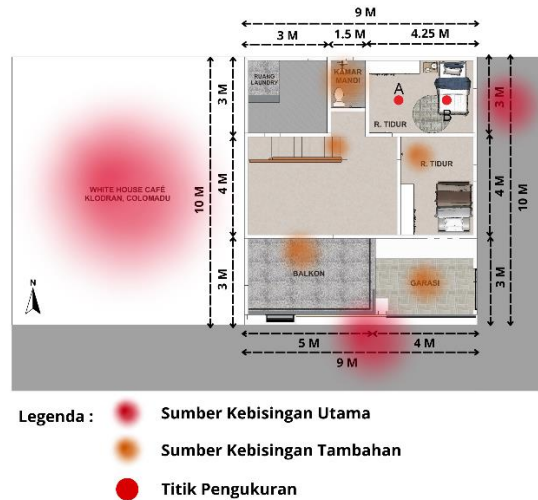 9 M
3 M
1.5 M
4.25 M
RUANG
LAUNDRY
KAMAR
MANDI
A
B
R. TIDUR
3 M
3 M
WHITE HOUSE CAFÉ
KLODRAN, COLOMADU
10 M
4 M
R. TIDUR
4 M
10 M
3 M
BALKON
GARASI
3 M
N
5 M
4 M
9 M
Legenda :
Sumber Kebisingan Utama
Sumber Kebisingan Tambahan
Titik Pengukuran